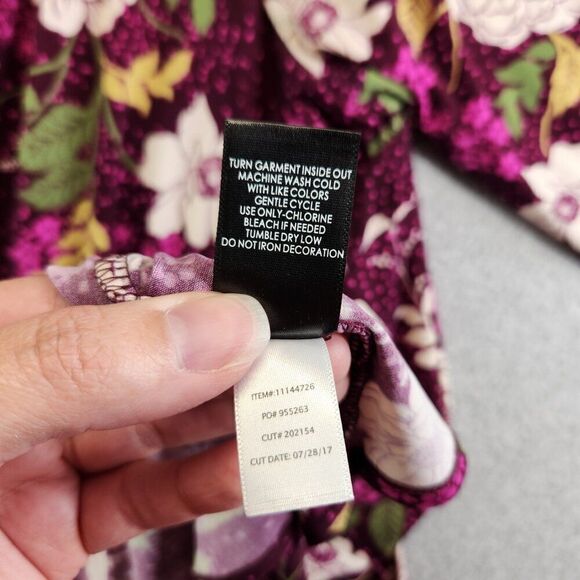 TURN GARMENT INSIDE OUT
MACHINE WASH COLD
WITH LIKE COLORS
GENTLE CYCLE
USE ONLY-CHLORINE
BLEACH IF NEEDED
TUMBLE DRY LOW
DO NOT IRON DECORATION
ITEM#:11144726
PO# 955263
CUT# 202154
CUT DATE: 07/28/17